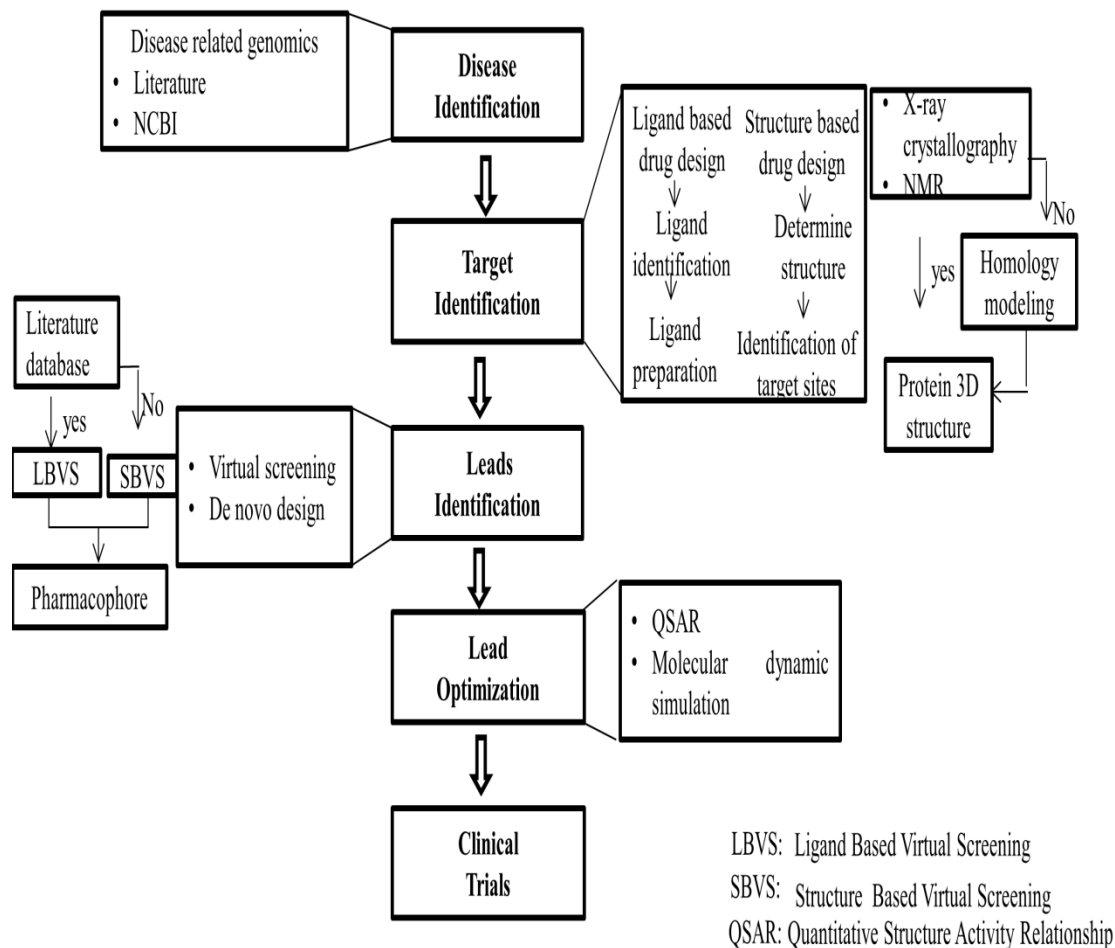 Disease related genomics
• Literature
• NCBI
Disease
Identification
Target
Identification
Ligand based
drug design
Ligand
identification
Ligand
preparation
Structure based
drug design
Determine
structure
Identification of
target sites
• X-ray
crystallography
• NMR
No
yes
Homology
modeling
Protein 3D
structure
Literature
database
yes
No
LBVS
SBVS
Pharmacophore
• Virtual screening
• De novo design
Leads
Identification
Lead
Optimization
• QSAR
• Molecular dynamic
simulation
Clinical
Trials
LBVS: Ligand Based Virtual Screening
SBVS: Structure Based Virtual Screening
QSAR: Quantitative Structure Activity Relationship